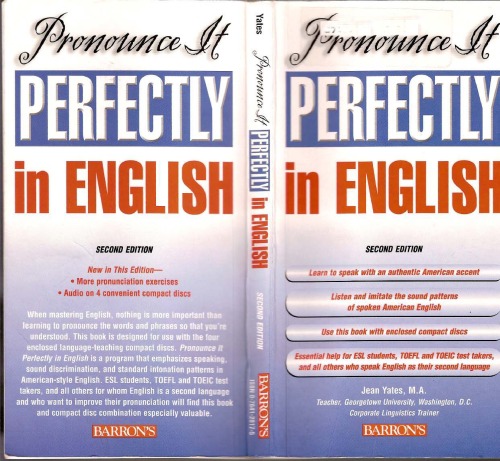 Pronounce It
PERFECTLY
in ENGLISH
SECOND EDITION
New in This Edition—
• More pronunciation exercises
• Audio on 4 convenient compact discs
When mastering English, nothing is more important than
learning to pronounce the words and phrases so that you're
understood. This book is designed for use with the four
enclosed language-teaching compact discs. Pronounce It
Perfectly in English is a program that emphasizes speaking,
sound discrimination, and standard intonation patterns in
American-style English. ESL students, TOEFL and TOEIC test
takers, and all others for whom English is a second language
and who want to improve their pronunciation will find this book
and compact disc combination especially valuable.
BARRON'S
Yates
Pronounce It
PERFECTLY
in ENGLISH
SECOND EDITION
BARRON'S
Pronounce It
PERFECTLY
in ENGLISH
SECOND EDITION
Learn to speak with an authentic American accent
Listen and imitate the sound patterns
of spoken American English
Use this book with enclosed compact discs
Essential help for ESL students, TOEFL and TOEIC test takers,
and all others who speak English as their second language
Jean Yates, M.A.
Teacher, Georgetown University, Washington, D.C.
Corporate Linguistics Trainer
BARRON'S